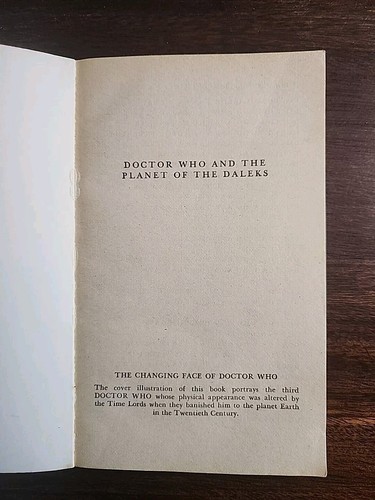 DOCTOR WHO AND THE
PLANET OF THE DALEKS
THE CHANGING FACE OF DOCTOR WHO
The cover illustration of this book portrays the third
DOCTOR WHO whose physical appearance was altered by
the Time Lords when they banished him to the planet Earth
in the Twentieth Century.